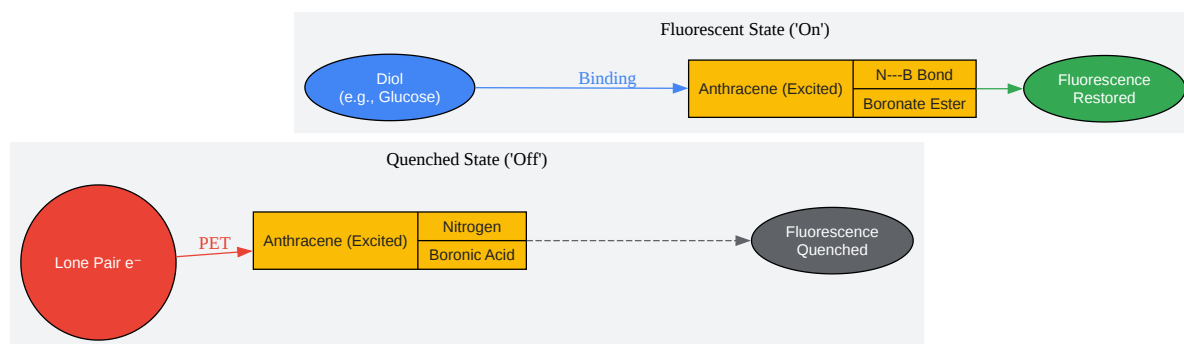 Fluorescent State ('On')
Diol
(e.g., Glucose)
Binding
Anthracene (Excited)
N---B Bond
Boronate Ester
Fluorescence
Restored
Quenched State ('Off')
Lone Pair e⁻
PET
Anthracene (Excited)
Nitrogen
Boronic Acid
Fluorescence
Quenched